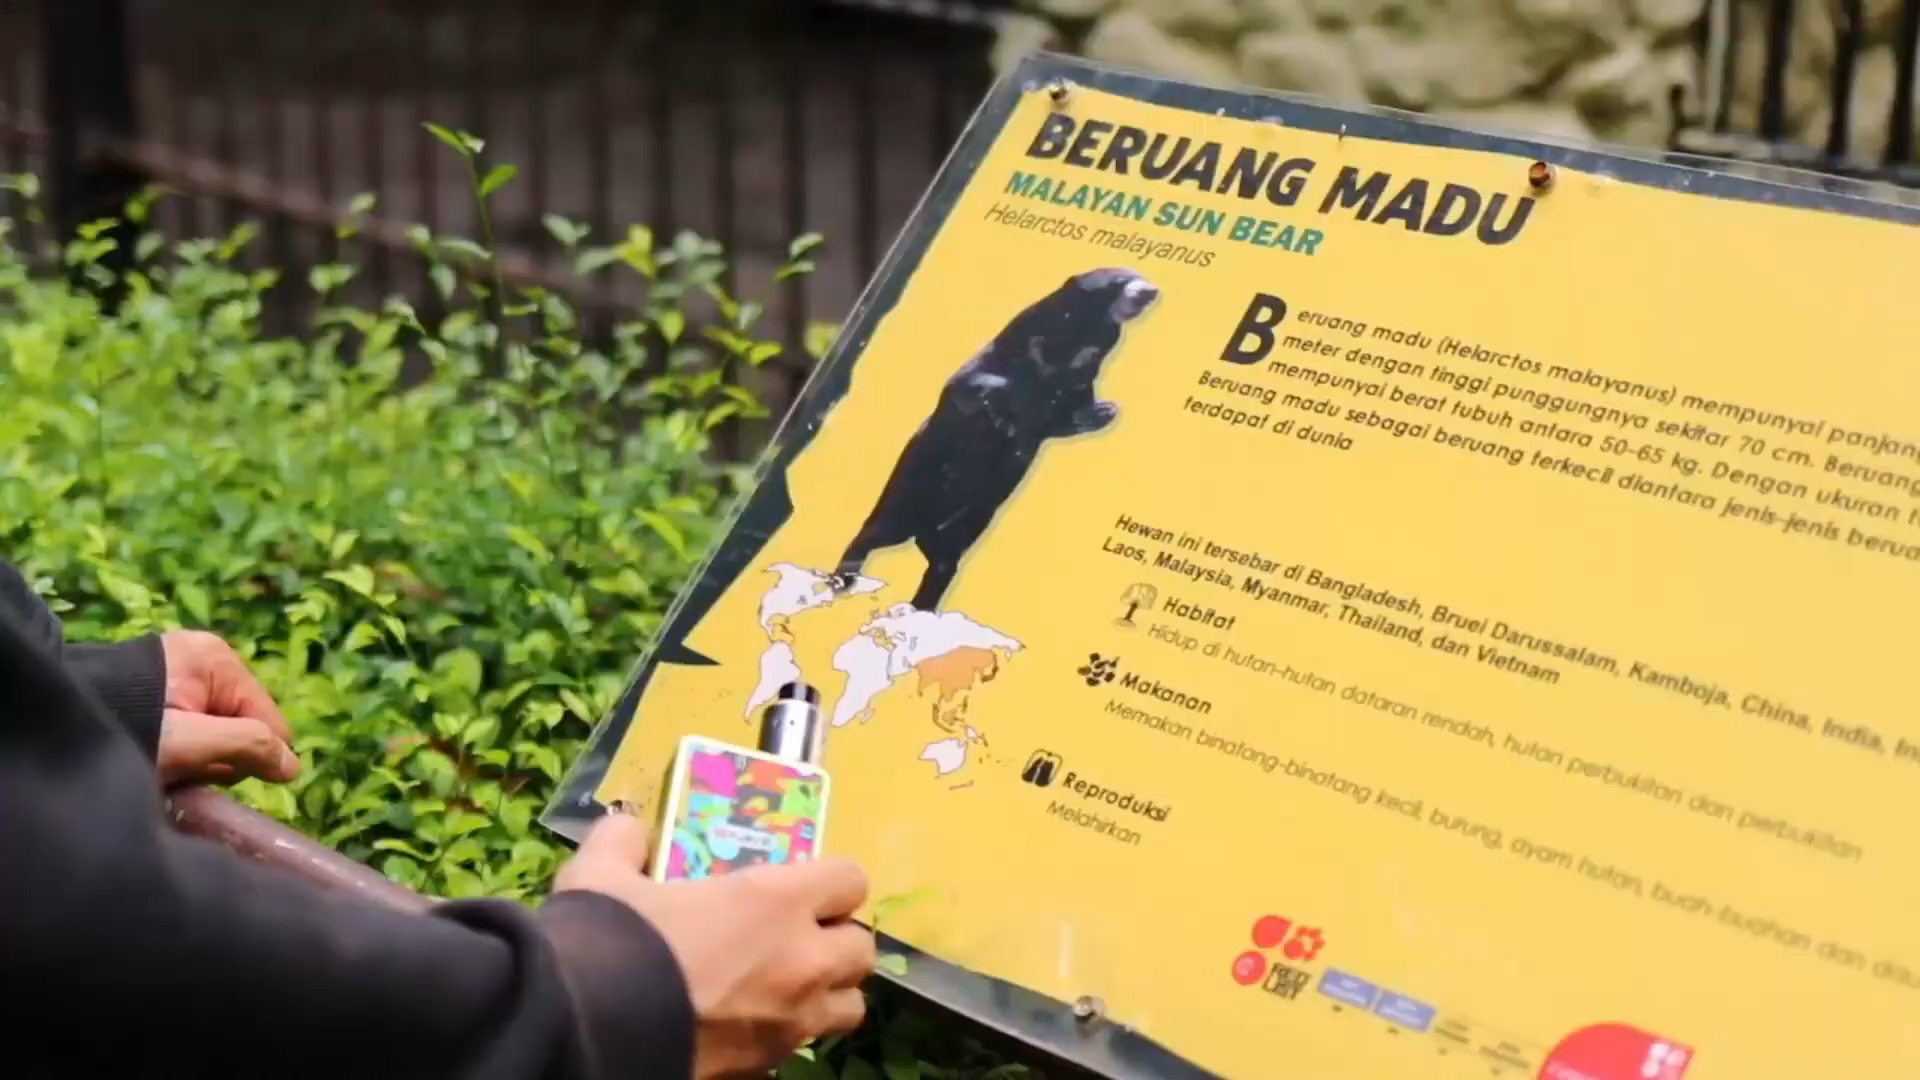 BERUANG MADU
MALAYAN SUN BEAR
Helarctos malayanus
Beruang madu (Helarctos malayanus) mempunyai panjang
meter dengan tinggi punggungnya sekitar 70 cm. Beruang
mempunyai berat tubuh antara 50-65 kg. Dengan ukuran
Beruang madu sebagai beruang terkecil diantara jenis-jenis
terdapat di dunia
Hewan ini tersebar di Bangladesh, Bruei Darussalam, Kamboja, China, India,
Laos, Malaysia, Myanmar, Thailand, dan Vietnam
Habitat
Hidup di hutan-hutan dataran rendah, hutan perbukitan dan perbukitan
Makanan
Memakan binatang-binatang kecil, burung, ayam hutan, buah-buahan dan
Reproduksi
Melahirkan
RED
LIST